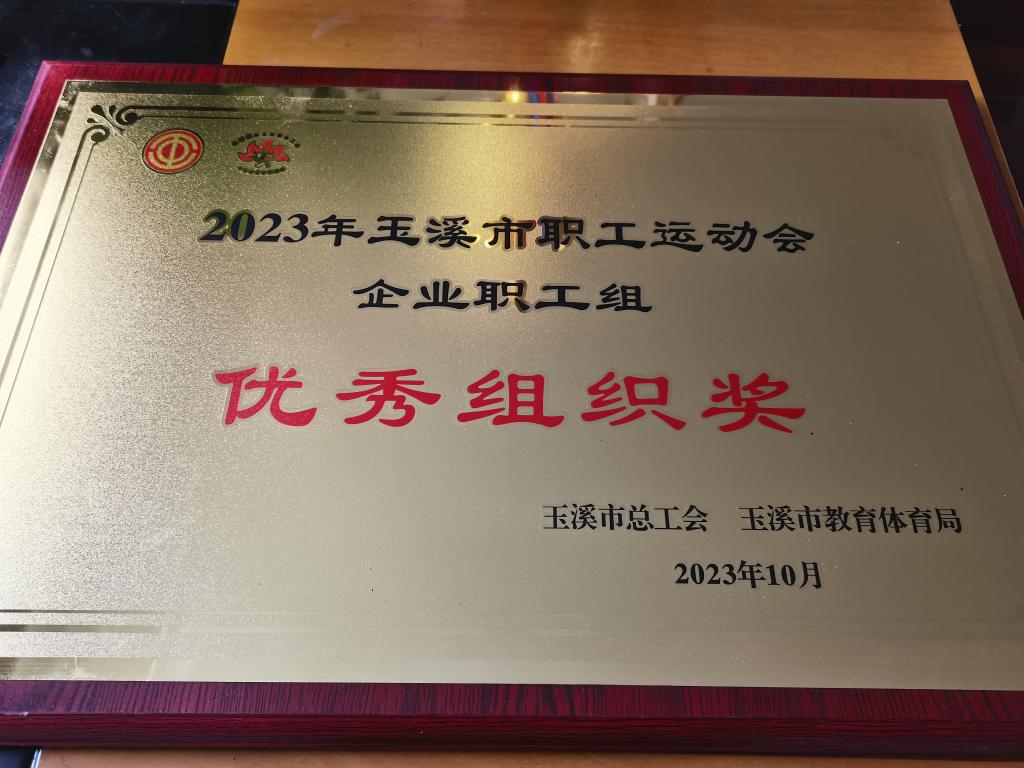 2023年玉溪市职工运动会
企业职工组
优秀组织奖
玉溪市总工会 玉溪市教育体育局
2023年10月